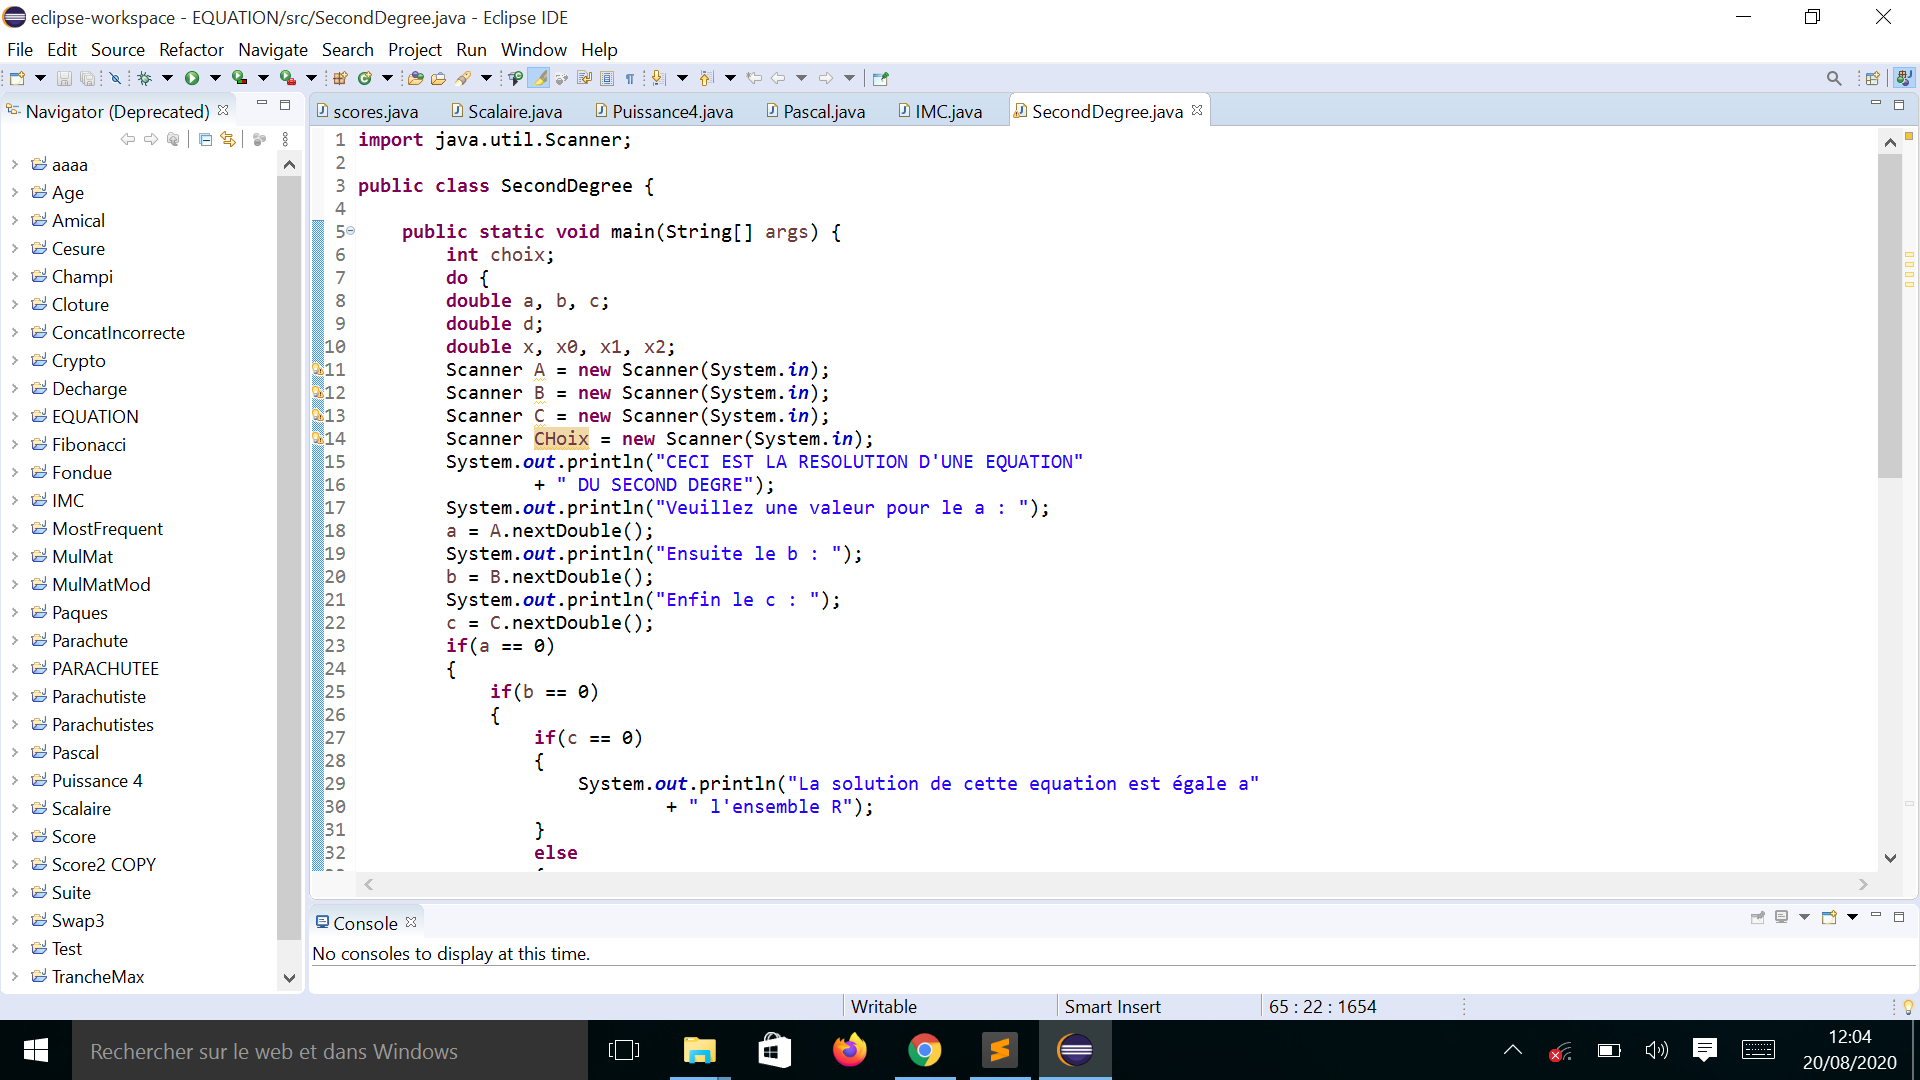 eclipse-workspace - EQUATION/src/SecondDegree.java - Eclipse IDE
File Edit Source Refactor Navigate Search Project Run Window Help
Navigator (Deprecated)
aaaa
Age
Amical
Cesure
Champi
Cloture
ConcatIncorrecte
Crypto
Decharge
EQUATION
Fibonacci
Fondue
IMC
MostFrequent
MulMat
MulMatMod
Paques
Parachute
PARACHUTEE
Parachutiste
Parachutistes
Pascal
Puissance 4
Scalaire
Score
Score2 COPY
Suite
Swap3
Test
TrancheMax
scores.java Scalaire.java Puissance4.java Pascal.java IMC.java SecondDegree.java
1 import java.util.Scanner;
2
3 public class SecondDegree {
4
5 public static void main(String[] args) {
6 int choix;
7 do {
8 double a, b, c;
9 double d;
10 double x, x0, x1, x2;
11 Scanner A = new Scanner(System.in);
12 Scanner B = new Scanner(System.in);
13 Scanner C = new Scanner(System.in);
14 Scanner CHoix = new Scanner(System.in);
15 System.out.println("CECI EST LA RESOLUTION D'UNE EQUATION"
16 + " DU SECOND DEGRE");
17 System.out.println("Veuillez une valeur pour le a : ");
18 a = A.nextDouble();
19 System.out.println("Ensuite le b : ");
20 b = B.nextDouble();
21 System.out.println("Enfin le c : ");
22 c = C.nextDouble();
23 if(a == 0)
24 {
25 if(b == 0)
26 {
27 if(c == 0)
28 {
29 System.out.println("La solution de cette equation est égale a"
30 + " l'ensemble R");
31 }
32 else
Console
No consoles to display at this time.
Writable Smart Insert 65 : 22 : 1654
Rechercher sur le web et dans Windows
12:04
20/08/2020